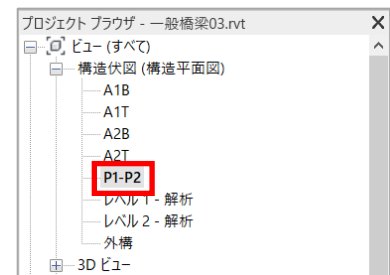 プロジェクト ブラウザ - 一般橋梁03.rvt
ビュー (すべて)
構造伏図 (構造平面図)
A1B
A1T
A2B
A2T
P1-P2
レベル 1 - 解析
レベル 2 - 解析
外構
3D ビュー